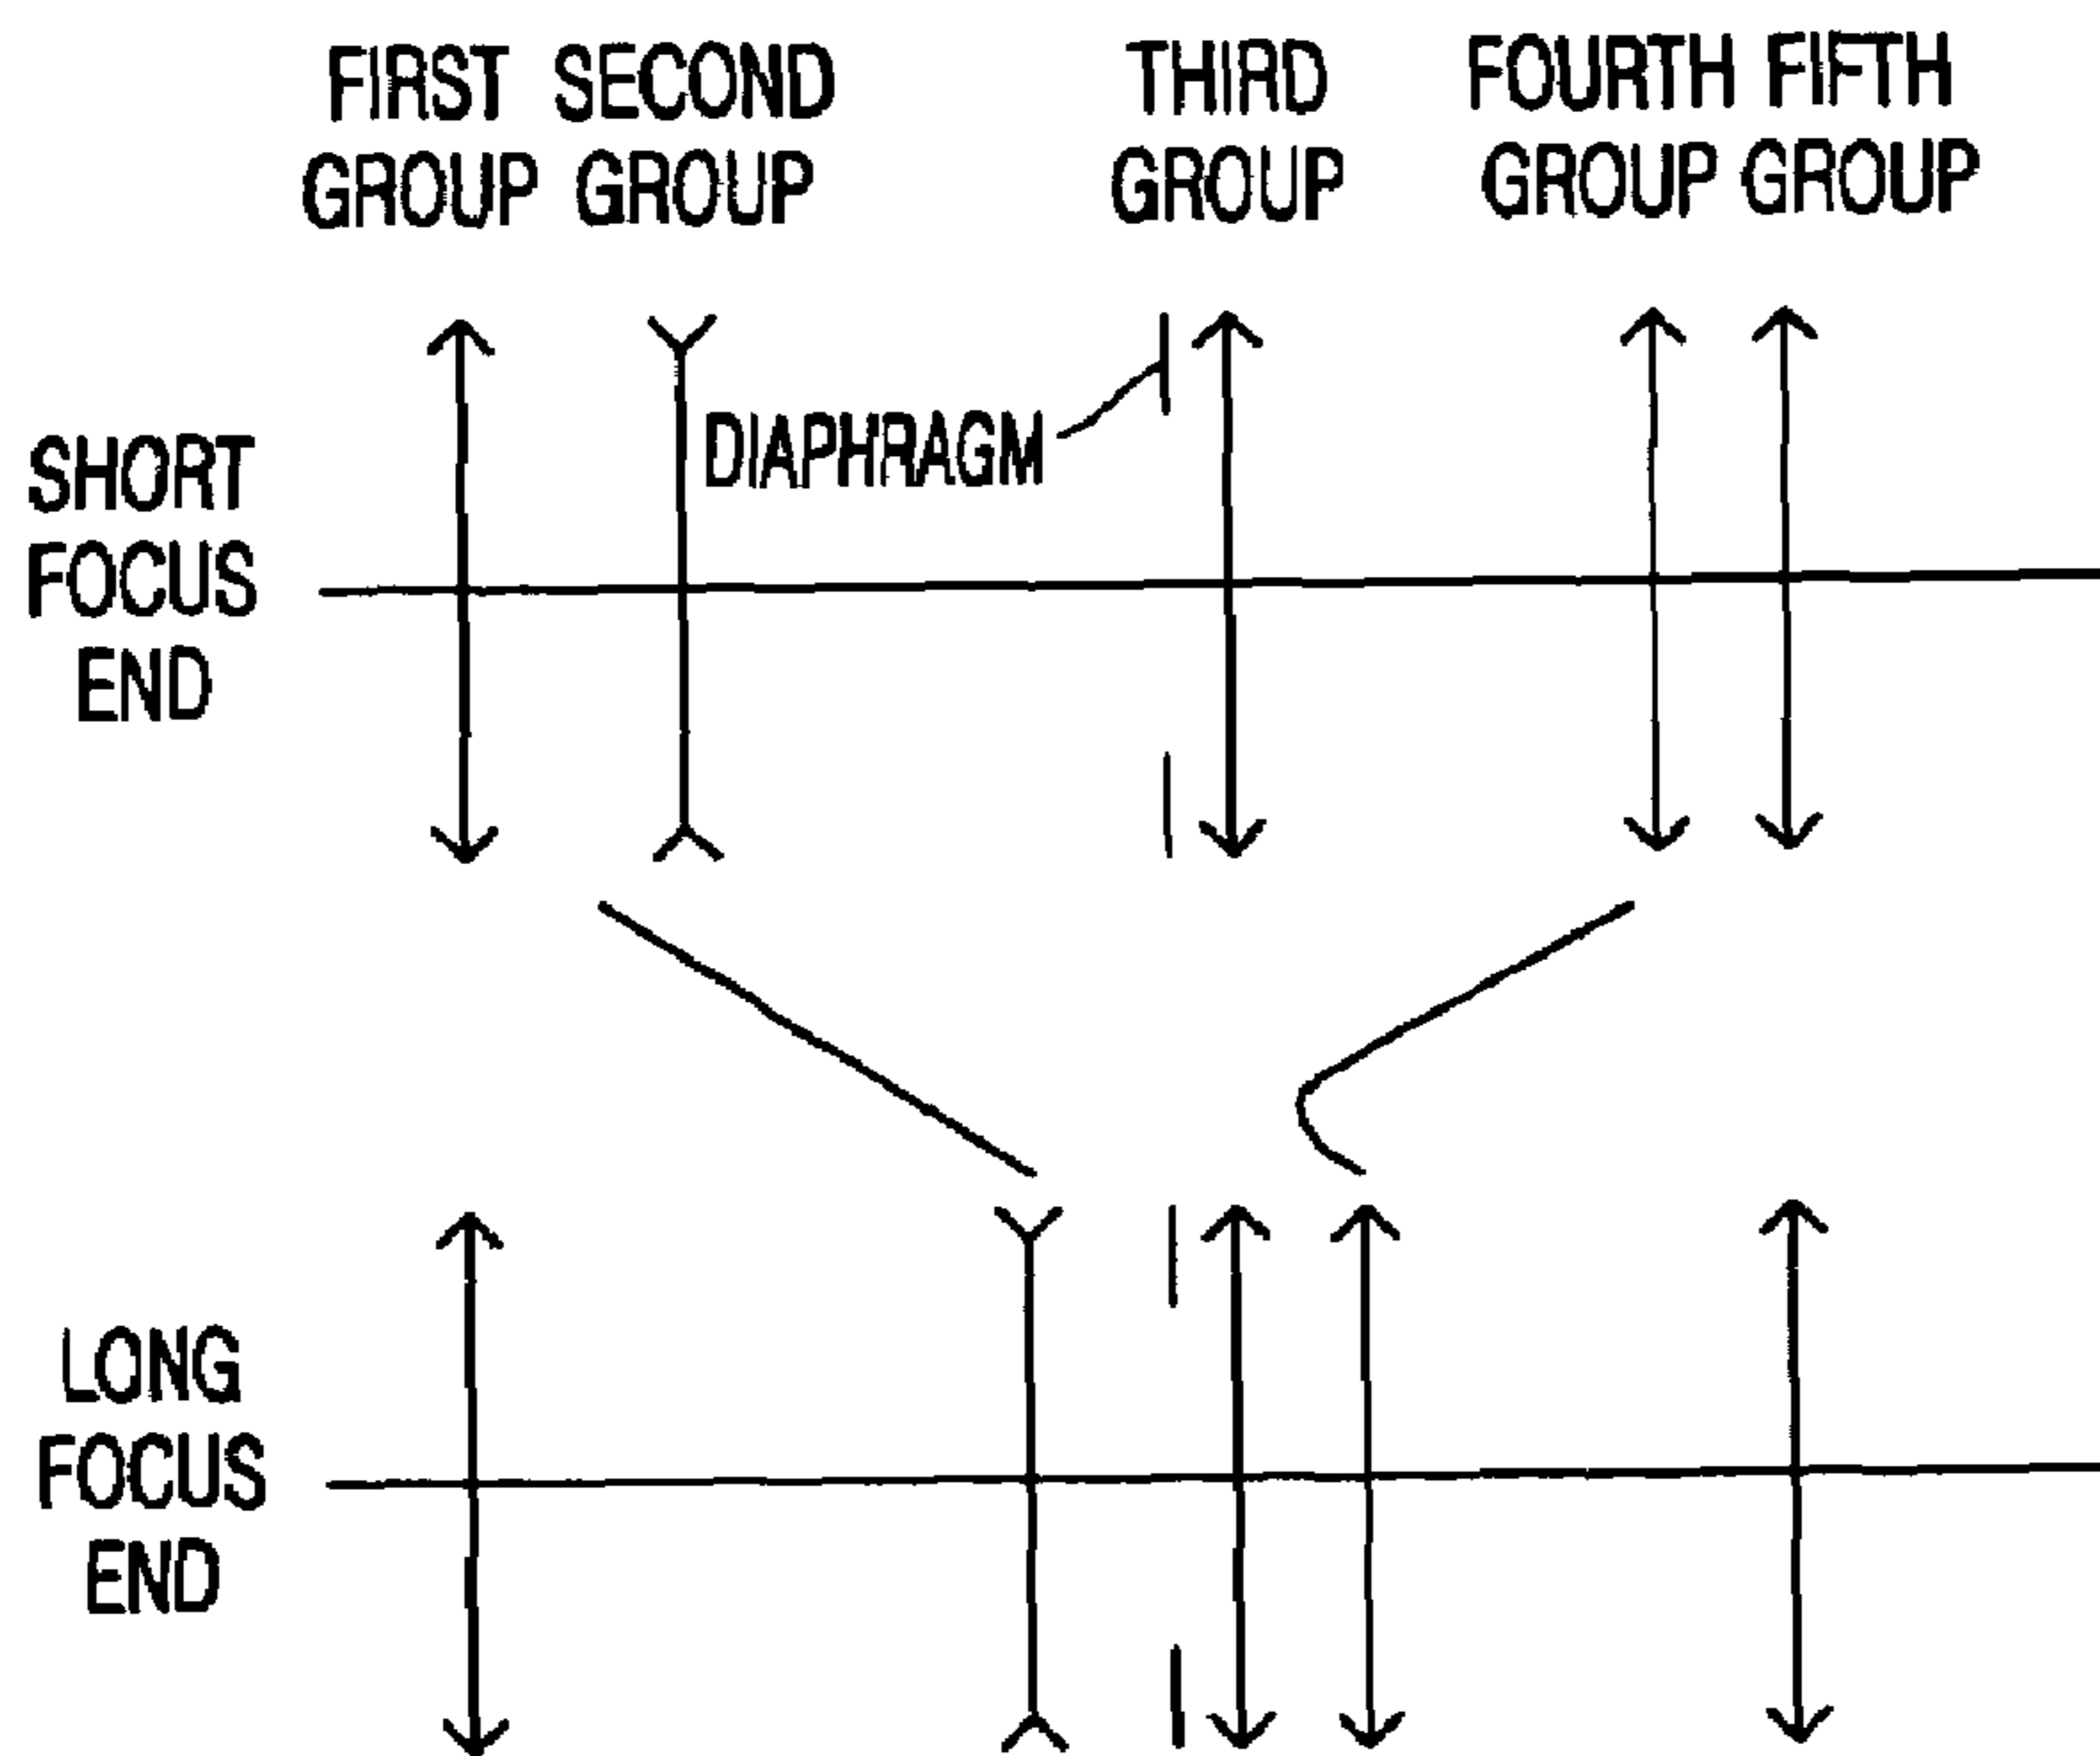 FIRST SECOND THIRD FOURTH FIFTH
GROUP GROUP GROUP GROUP GROUP
DIAPHRAGM
SHORT
FOCUS
END
LONG
FOCUS
END